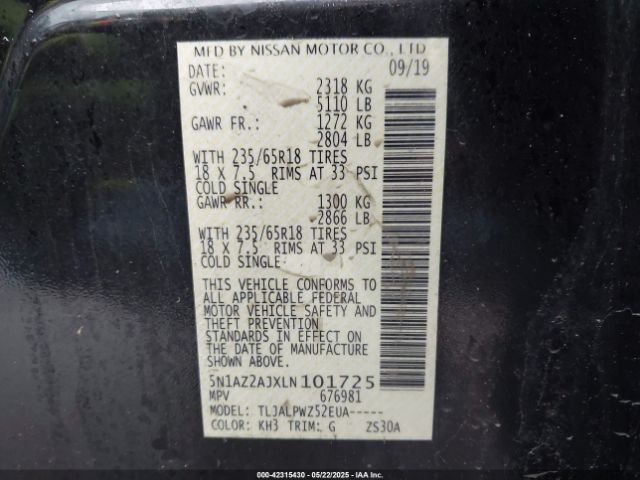 MFD BY NISSAN MOTOR CO., LTD
DATE: 09/19
GVWR: 2318 KG
5110 LB
GAWR FR.: 1272 KG
2804 LB
WITH 235/65R18 TIRES
18 X 7.5 RIMS AT 33 PSI
COLD SINGLE
GAWR RR.: 1300 KG
2866 LB
WITH 235/65R18 TIRES
18 X 7.5 RIMS AT 33 PSI
COLD SINGLE
THIS VEHICLE CONFORMS TO
ALL APPLICABLE FEDERAL
MOTOR VEHICLE SAFETY AND
THEFT PREVENTION
STANDARDS IN EFFECT ON
THE DATE OF MANUFACTURE
SHOWN ABOVE.
5N1AZ2AJXLN101725
MPV 676981
MODEL: TLJALPWZ52EUA-----
COLOR: KH3 TRIM: G ZS30A
000-42315430 - 05/22/2025 - IAAI.COM